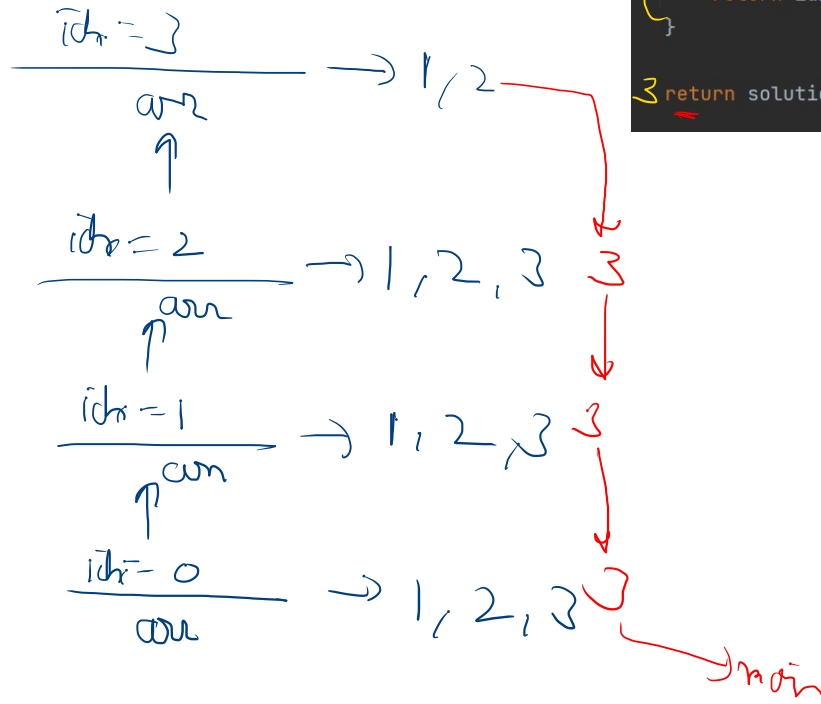 idx = 3 → 1, 2
arr
}
3 return soluti
idx = 2 → 1, 2, 3 3
arr
idx = 1 → 1, 2, 3 3
arr
idx = 0 → 1, 2, 3 3
arr
→ main